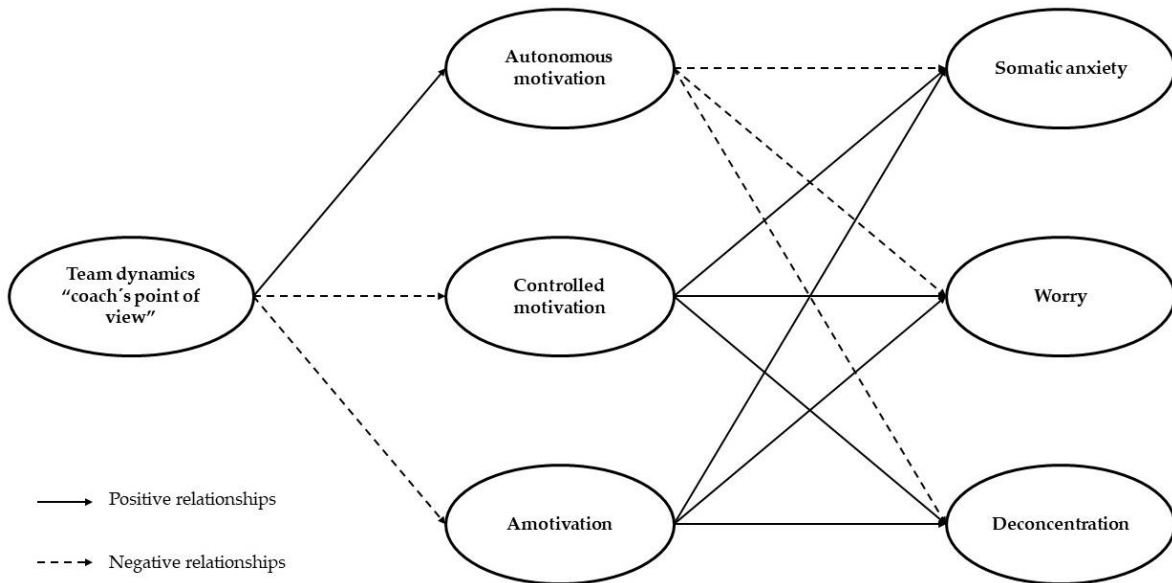 Autonomous
motivation
Somatic anxiety
Team dynamics
“coach´s point of
view”
Controlled
motivation
Worry
Amotivation
Deconcentration
Positive relationships
Negative relationships